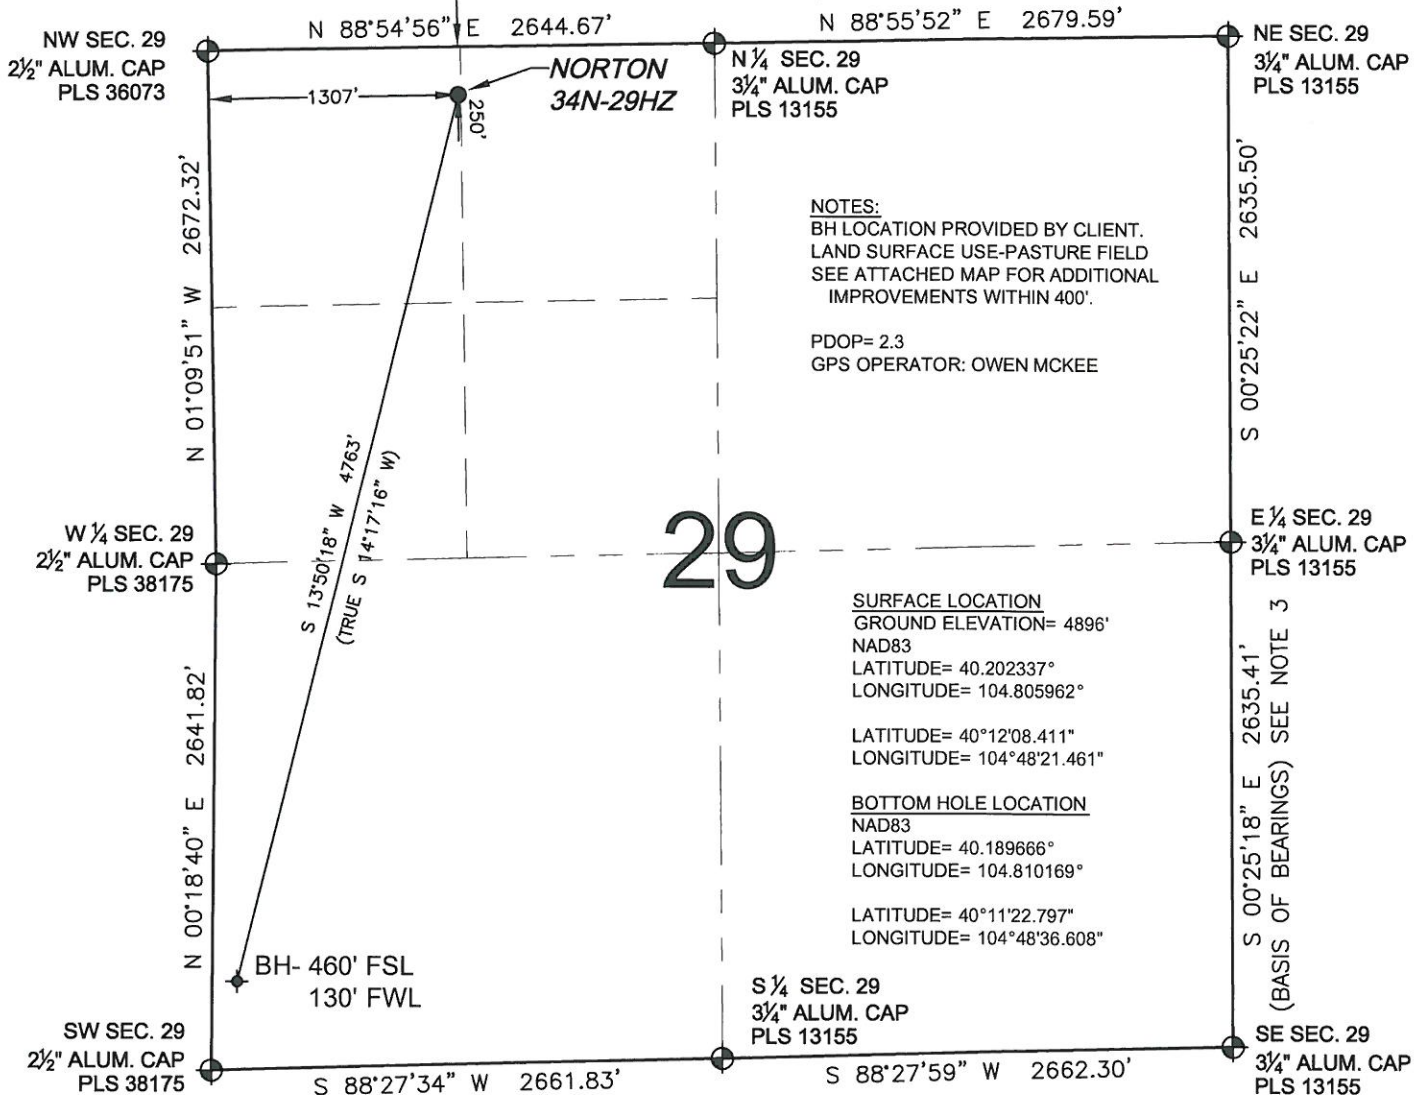 N 88°54'56" E 2644.67'
N 88°55'52" E 2679.59'
NW SEC. 29
2½" ALUM. CAP
PLS 36073
N ¼ SEC. 29
3¼" ALUM. CAP
PLS 13155
NE SEC. 29
3¼" ALUM. CAP
PLS 13155
NORTON
34N-29HZ
1307'
250'
N 01°09'51" W 2672.32'
S 00°25'22" E 2635.50'
NOTES:
BH LOCATION PROVIDED BY CLIENT.
LAND SURFACE USE-PASTURE FIELD
SEE ATTACHED MAP FOR ADDITIONAL
IMPROVEMENTS WITHIN 400'.
PDOP= 2.3
GPS OPERATOR: OWEN MCKEE
S 13°50'18" W 4763'
(TRUE S 14°17'16" W)
W ¼ SEC. 29
2½" ALUM. CAP
PLS 38175
29
E ¼ SEC. 29
3¼" ALUM. CAP
PLS 13155
SURFACE LOCATION
GROUND ELEVATION= 4896'
NAD83
LATITUDE= 40.202337°
LONGITUDE= 104.805962°
LATITUDE= 40°12'08.411"
LONGITUDE= 104°48'21.461"
BOTTOM HOLE LOCATION
NAD83
LATITUDE= 40.189666°
LONGITUDE= 104.810169°
LATITUDE= 40°11'22.797"
LONGITUDE= 104°48'36.608"
N 00°18'40" E 2641.82'
S 00°25'18" E 2635.41'
(BASIS OF BEARINGS) SEE NOTE 3
BH- 460' FSL
130' FWL
SW SEC. 29
2½" ALUM. CAP
PLS 38175
S ¼ SEC. 29
3¼" ALUM. CAP
PLS 13155
SE SEC. 29
3¼" ALUM. CAP
PLS 13155
S 88°27'34" W 2661.83'
S 88°27'59" W 2662.30'